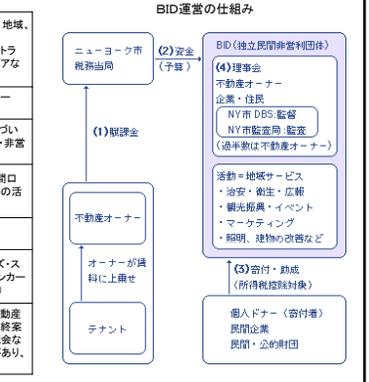 BID運営の仕組み
地域、
トラ
アな
ー
づい
・非営
間口
の活
ズ・ス
ンカー
)
動産
終案
会な
があり、
ニューヨーク市
税務当局
(2)資金
(予算)
BID(独立民間非営利団体)
(4)理事会
不動産オーナー
企業・住民
NY市 DBS:監督
NY市監査局:監査
(過半数は不動産オーナー)
(1)賦課金
活動=地域サービス
・治安・衛生・広報
・観光振興・イベント
・マーケティング
・照明、建物の改善など
不動産オーナー
オーナーが賃
料に上乗せ
テナント
(3)寄付・助成
(所得税控除対象)
個人ドナー(寄付者)
民間企業
民間・公的財団